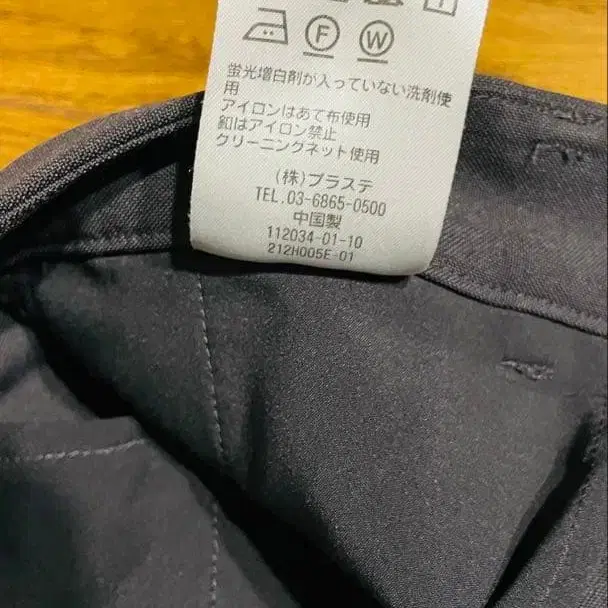 F W
蛍光増白剤が入っていない洗剤使
用
アイロンはあて布使用
釦はアイロン禁止
クリーニングネット使用
(株)プラステ
TEL.03-6865-0500
中国製
112034-01-10
212H005E-01